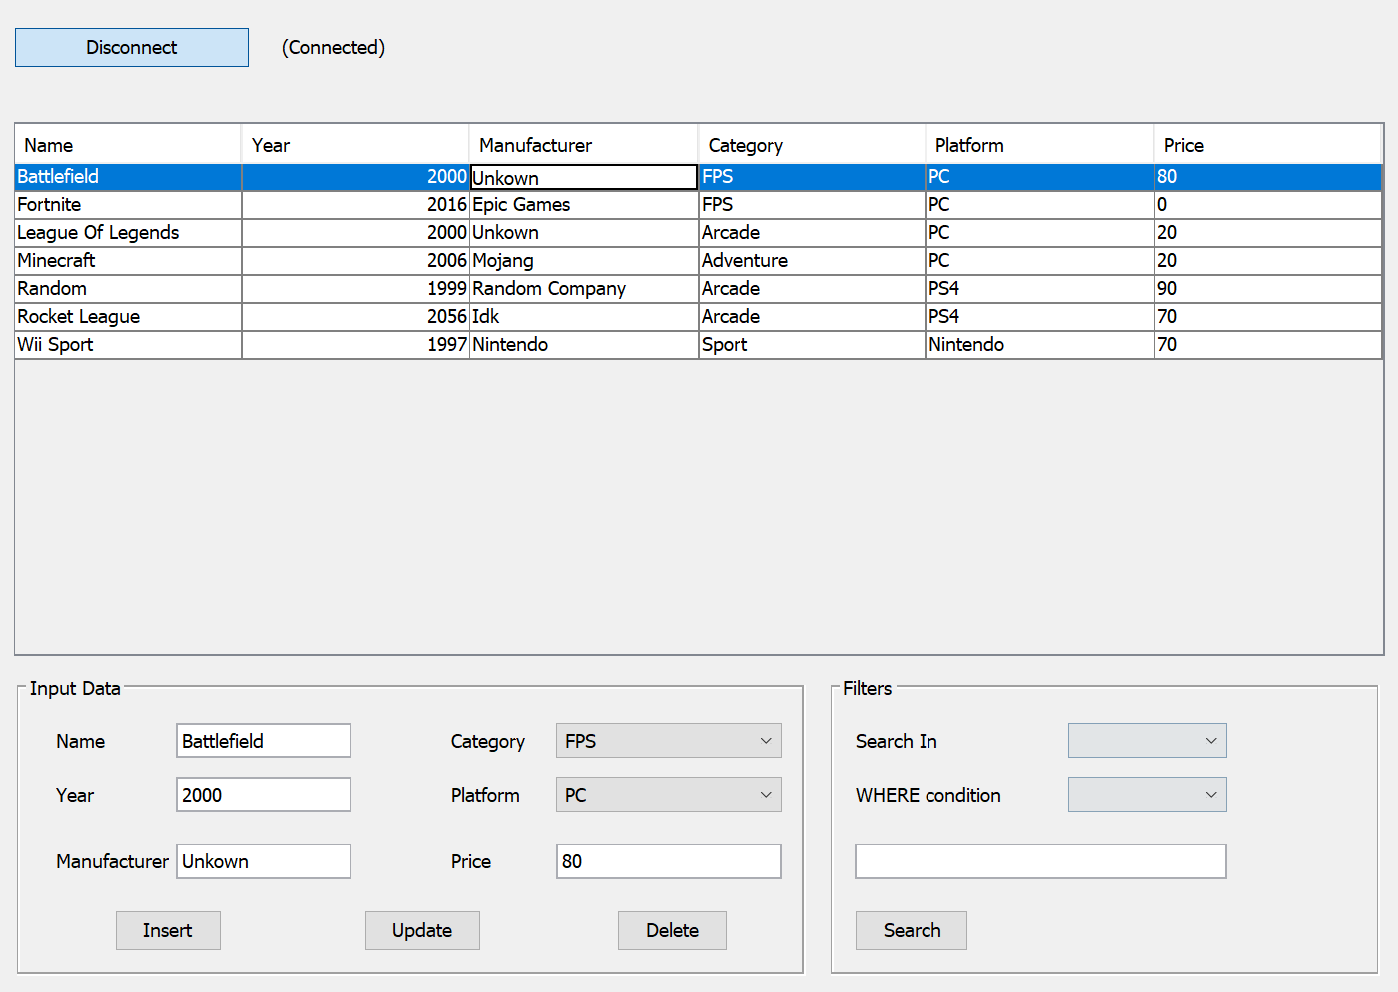 Disconnect (Connected)
Name Year Manufacturer Category Platform Price
Battlefield 2000 Unkown FPS PC 80
Fortnite 2016 Epic Games FPS PC 0
League Of Legends 2000 Unkown Arcade PC 20
Minecraft 2006 Mojang Adventure PC 20
Random 1999 Random Company Arcade PS4 90
Rocket League 2056 Idk Arcade PS4 70
Wii Sport 1997 Nintendo Sport Nintendo 70
Input Data
Name Battlefield Category FPS
Year 2000 Platform PC
Manufacturer Unkown Price 80
Insert Update Delete
Filters
Search In
WHERE condition
Search